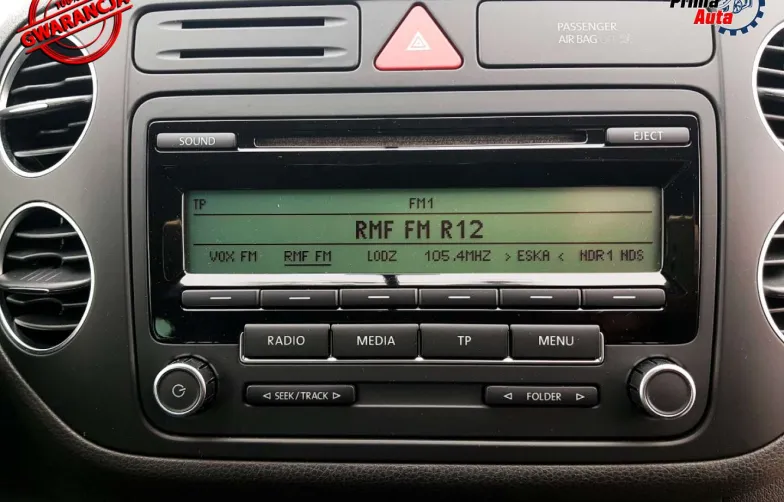 100%
GWARANCJA
Prima
Auta
PASSENGER
AIR BAG
SOUND
EJECT
TP FM1
RMF FM R12
VOX FM RMF FM LODZ 105.4MHZ > ESKA < NDR1 NDS
RADIO MEDIA TP MENU
◁ SEEK/TRACK ▷ ◁ FOLDER ▷